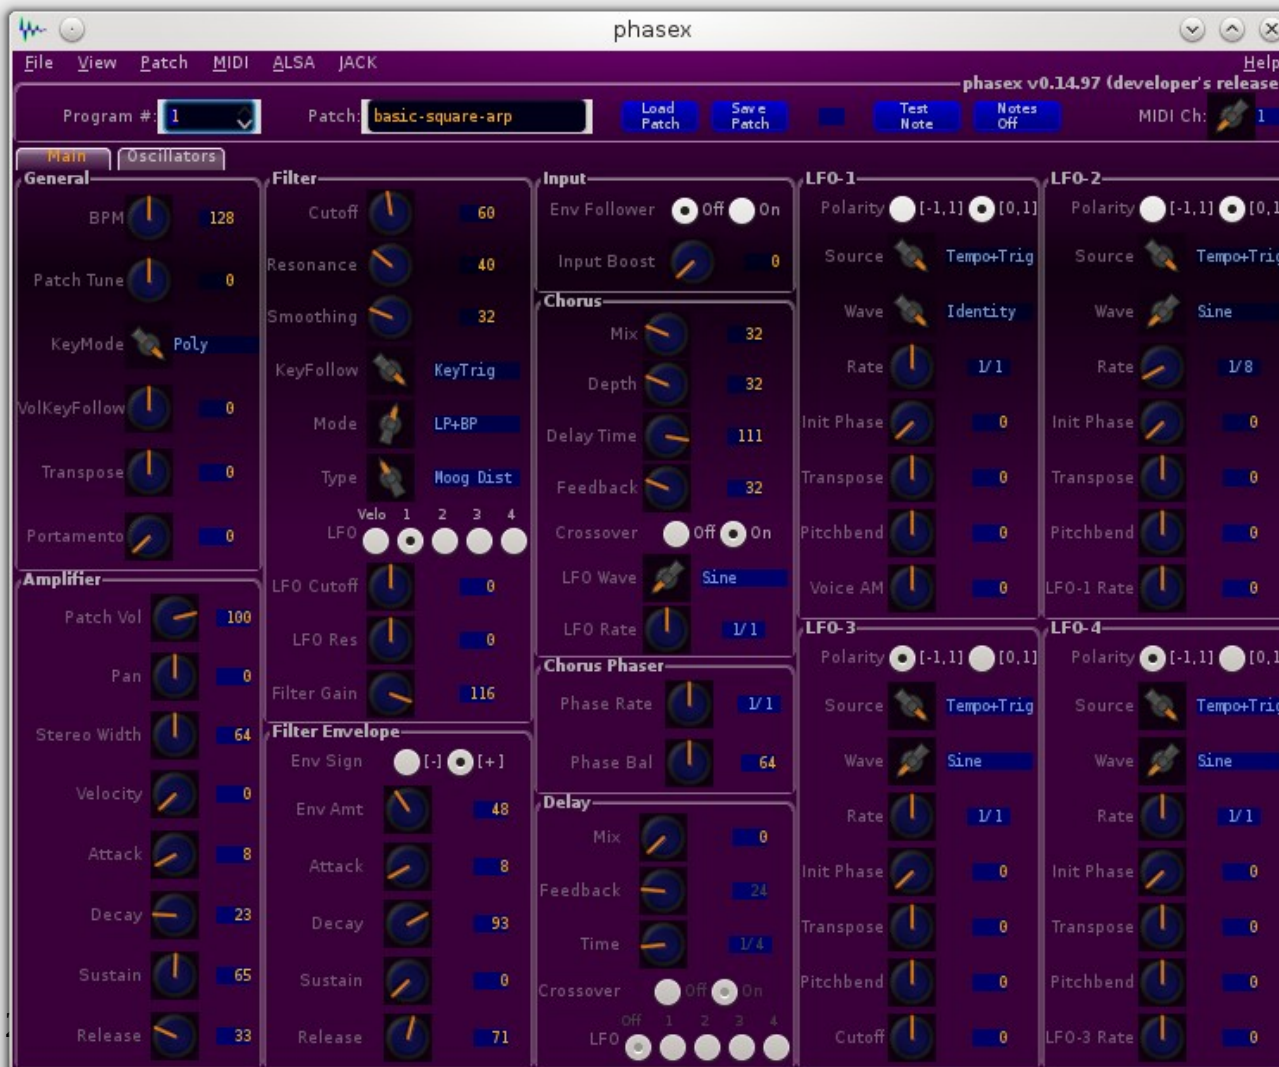 phasex
File View Patch MIDI ALSA JACK Help
phasex v0.14.97 (developer's release
Program #: 1 Patch: basic-square-arp Load Patch Save Patch Test Note Notes Off MIDI Ch: 1
Main Oscillators
General
BPM 128
Patch Tune 0
KeyMode Poly
VolKeyFollow 0
Transpose 0
Portamento 0
Amplifier
Patch Vol 100
Pan 0
Stereo Width 64
Velocity 0
Attack 8
Decay 23
Sustain 65
Release 33
Filter
Cutoff 60
Resonance 40
Smoothing 32
KeyFollow KeyTrig
Mode LP+BP
Type Moog Dist
Velo 1 2 3 4
LFO
LFO Cutoff 0
LFO Res 0
Filter Gain 116
Filter Envelope
Env Sign [-] [+]
Env Amt 48
Attack 8
Decay 93
Sustain 0
Release 71
Input
Env Follower Off On
Input Boost 0
Chorus
Mix 32
Depth 32
Delay Time 111
Feedback 32
Crossover Off On
LFO Wave Sine
LFO Rate 1/1
Chorus Phaser
Phase Rate 1/1
Phase Bal 64
Delay
Mix 0
Feedback 24
Time 1/4
Crossover Off On
Off 1 2 3 4
LFO
LFO-1
Polarity [-1,1] [0,1]
Source Tempo+Trig
Wave Identity
Rate 1/1
Init Phase 0
Transpose 0
Pitchbend 0
Voice AM 0
LFO-2
Polarity [-1,1] [0,1
Source Tempo+Trig
Wave Sine
Rate 1/8
Init Phase 0
Transpose 0
Pitchbend 0
LFO-1 Rate 0
LFO-3
Polarity [-1,1] [0,1]
Source Tempo+Trig
Wave Sine
Rate 1/1
Init Phase 0
Transpose 0
Pitchbend 0
Cutoff 0
LFO-4
Polarity [-1,1] [0,1
Source Tempo+Trig
Wave Sine
Rate 1/1
Init Phase 0
Transpose 0
Pitchbend 0
LFO-3 Rate 0